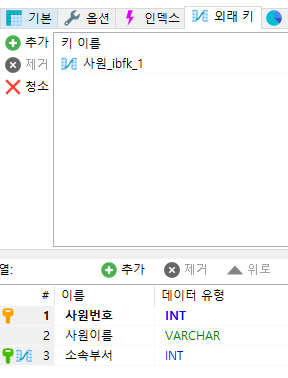 기본 옵션 인덱스 외래 키
추가 키 이름
제거 사원_ibfk_1
청소
열: 추가 제거 위로
# 이름 데이터 유형
1 사원번호 INT
2 사원이름 VARCHAR
3 소속부서 INT